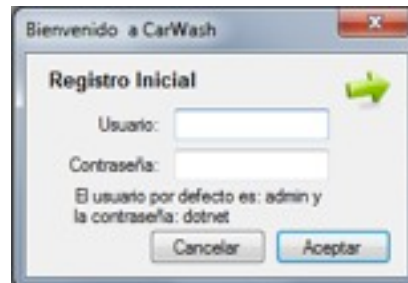 Bienvenido a CarWash
Registro Inicial
Usuario:
Contraseña:
El usuario por defecto es: admin y
la contraseña: dotnet
Cancelar Aceptar